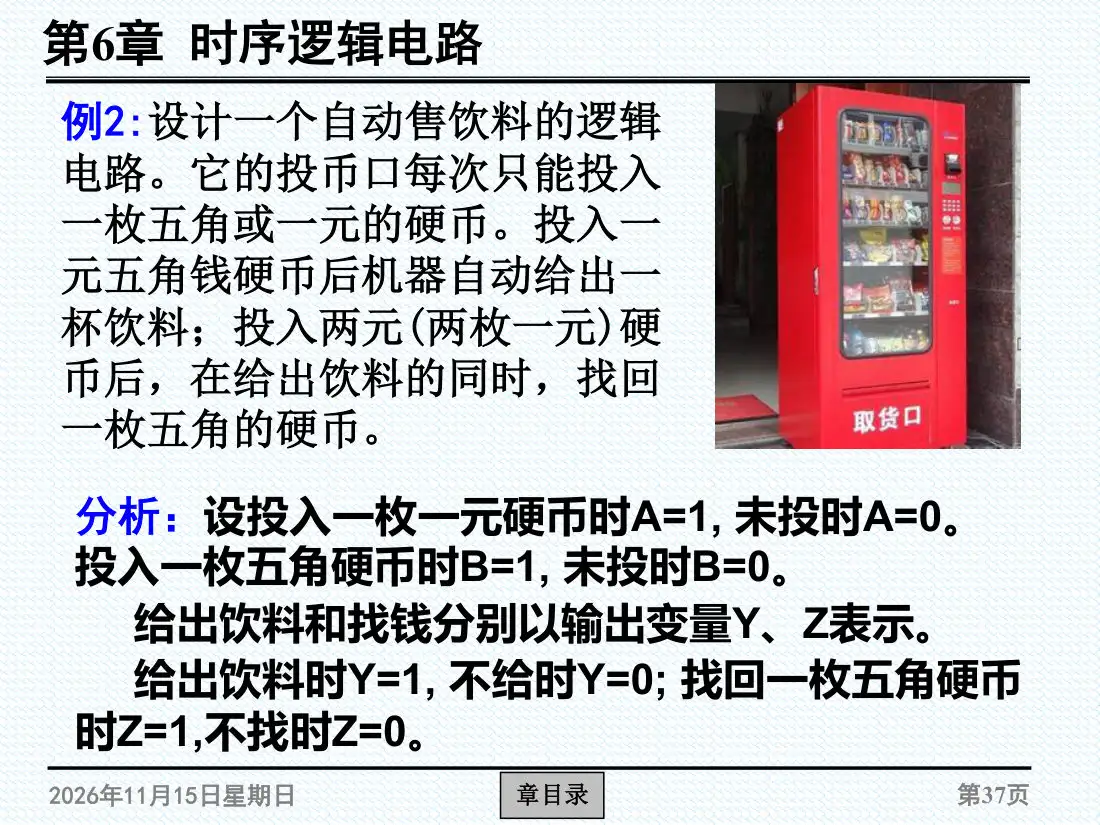 第6章 时序逻辑电路
例2:设计一个自动售饮料的逻辑
电路。它的投币口每次只能投入
一枚五角或一元的硬币。投入一
元五角钱硬币后机器自动给出一
杯饮料；投入两元(两枚一元)硬
币后，在给出饮料的同时，找回
一枚五角的硬币。
取货口
分析：设投入一枚一元硬币时A=1, 未投时A=0。
投入一枚五角硬币时B=1, 未投时B=0。
给出饮料和找钱分别以输出变量Y、Z表示。
给出饮料时Y=1, 不给时Y=0; 找回一枚五角硬币
时Z=1,不找时Z=0。
2026年11月15日星期日
章目录
第37页